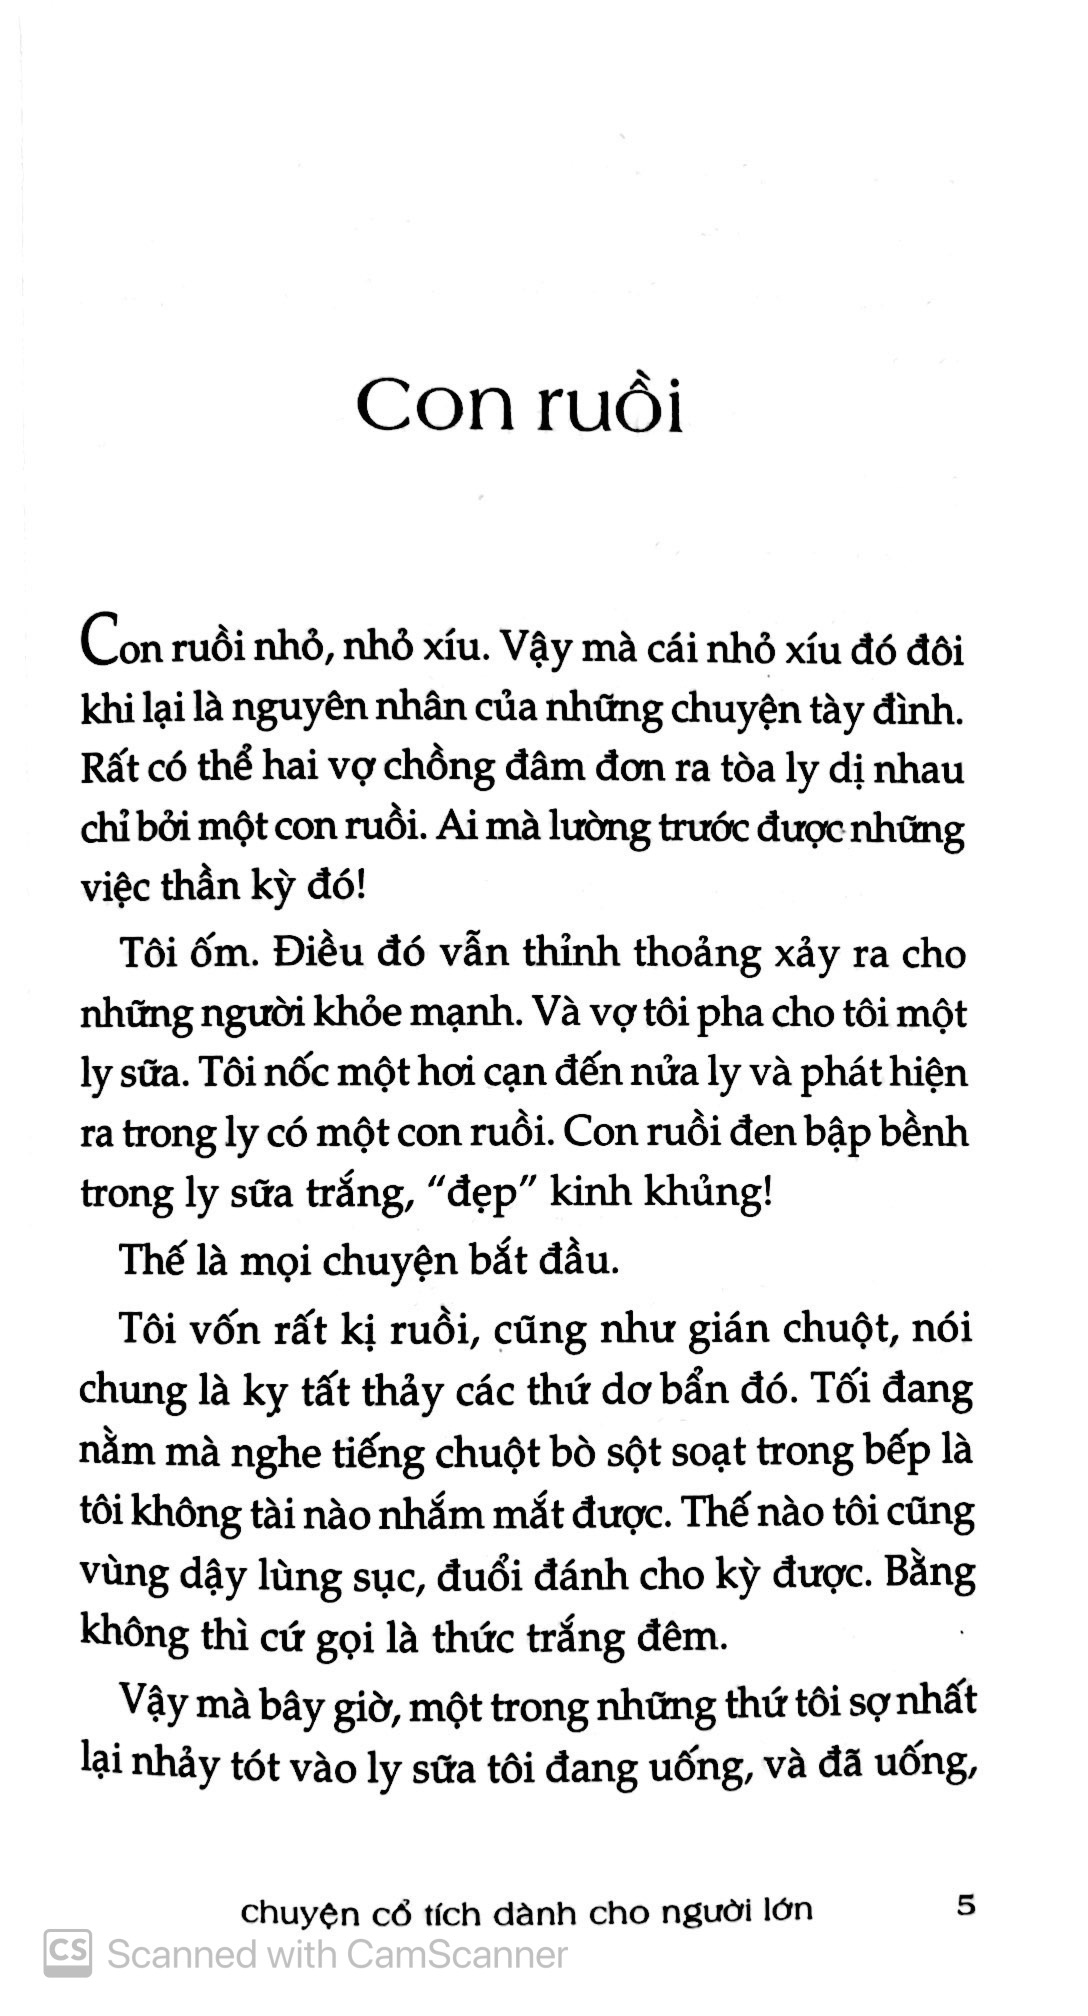 Con ruồi
Con ruồi nhỏ, nhỏ xíu. Vậy mà cái nhỏ xíu đó đôi
khi lại là nguyên nhân của những chuyện tày đình.
Rất có thể hai vợ chồng đâm đơn ra tòa ly dị nhau
chỉ bởi một con ruồi. Ai mà lường trước được những
việc thần kỳ đó!
Tôi ốm. Điều đó vẫn thỉnh thoảng xảy ra cho
những người khỏe mạnh. Và vợ tôi pha cho tôi một
ly sữa. Tôi nốc một hơi cạn đến nửa ly và phát hiện
ra trong ly có một con ruồi. Con ruồi đen bập bềnh
trong ly sữa trắng, “đẹp” kinh khủng!
Thế là mọi chuyện bắt đầu.
Tôi vốn rất kị ruồi, cũng như gián chuột, nói
chung là kỵ tất thảy các thứ dơ bẩn đó. Tối đang
nằm mà nghe tiếng chuột bò sột soạt trong bếp là
tôi không tài nào nhắm mắt được. Thế nào tôi cũng
vùng dậy lùng sục, đuổi đánh cho kỳ được. Bằng
không thì cứ gọi là thức trắng đêm.
Vậy mà bây giờ, một trong những thứ tôi sợ nhất
lại nhảy tót vào ly sữa tôi đang uống, và đã uống,
chuyện cổ tích dành cho người lớn 5
CS Scanned with CamScanner